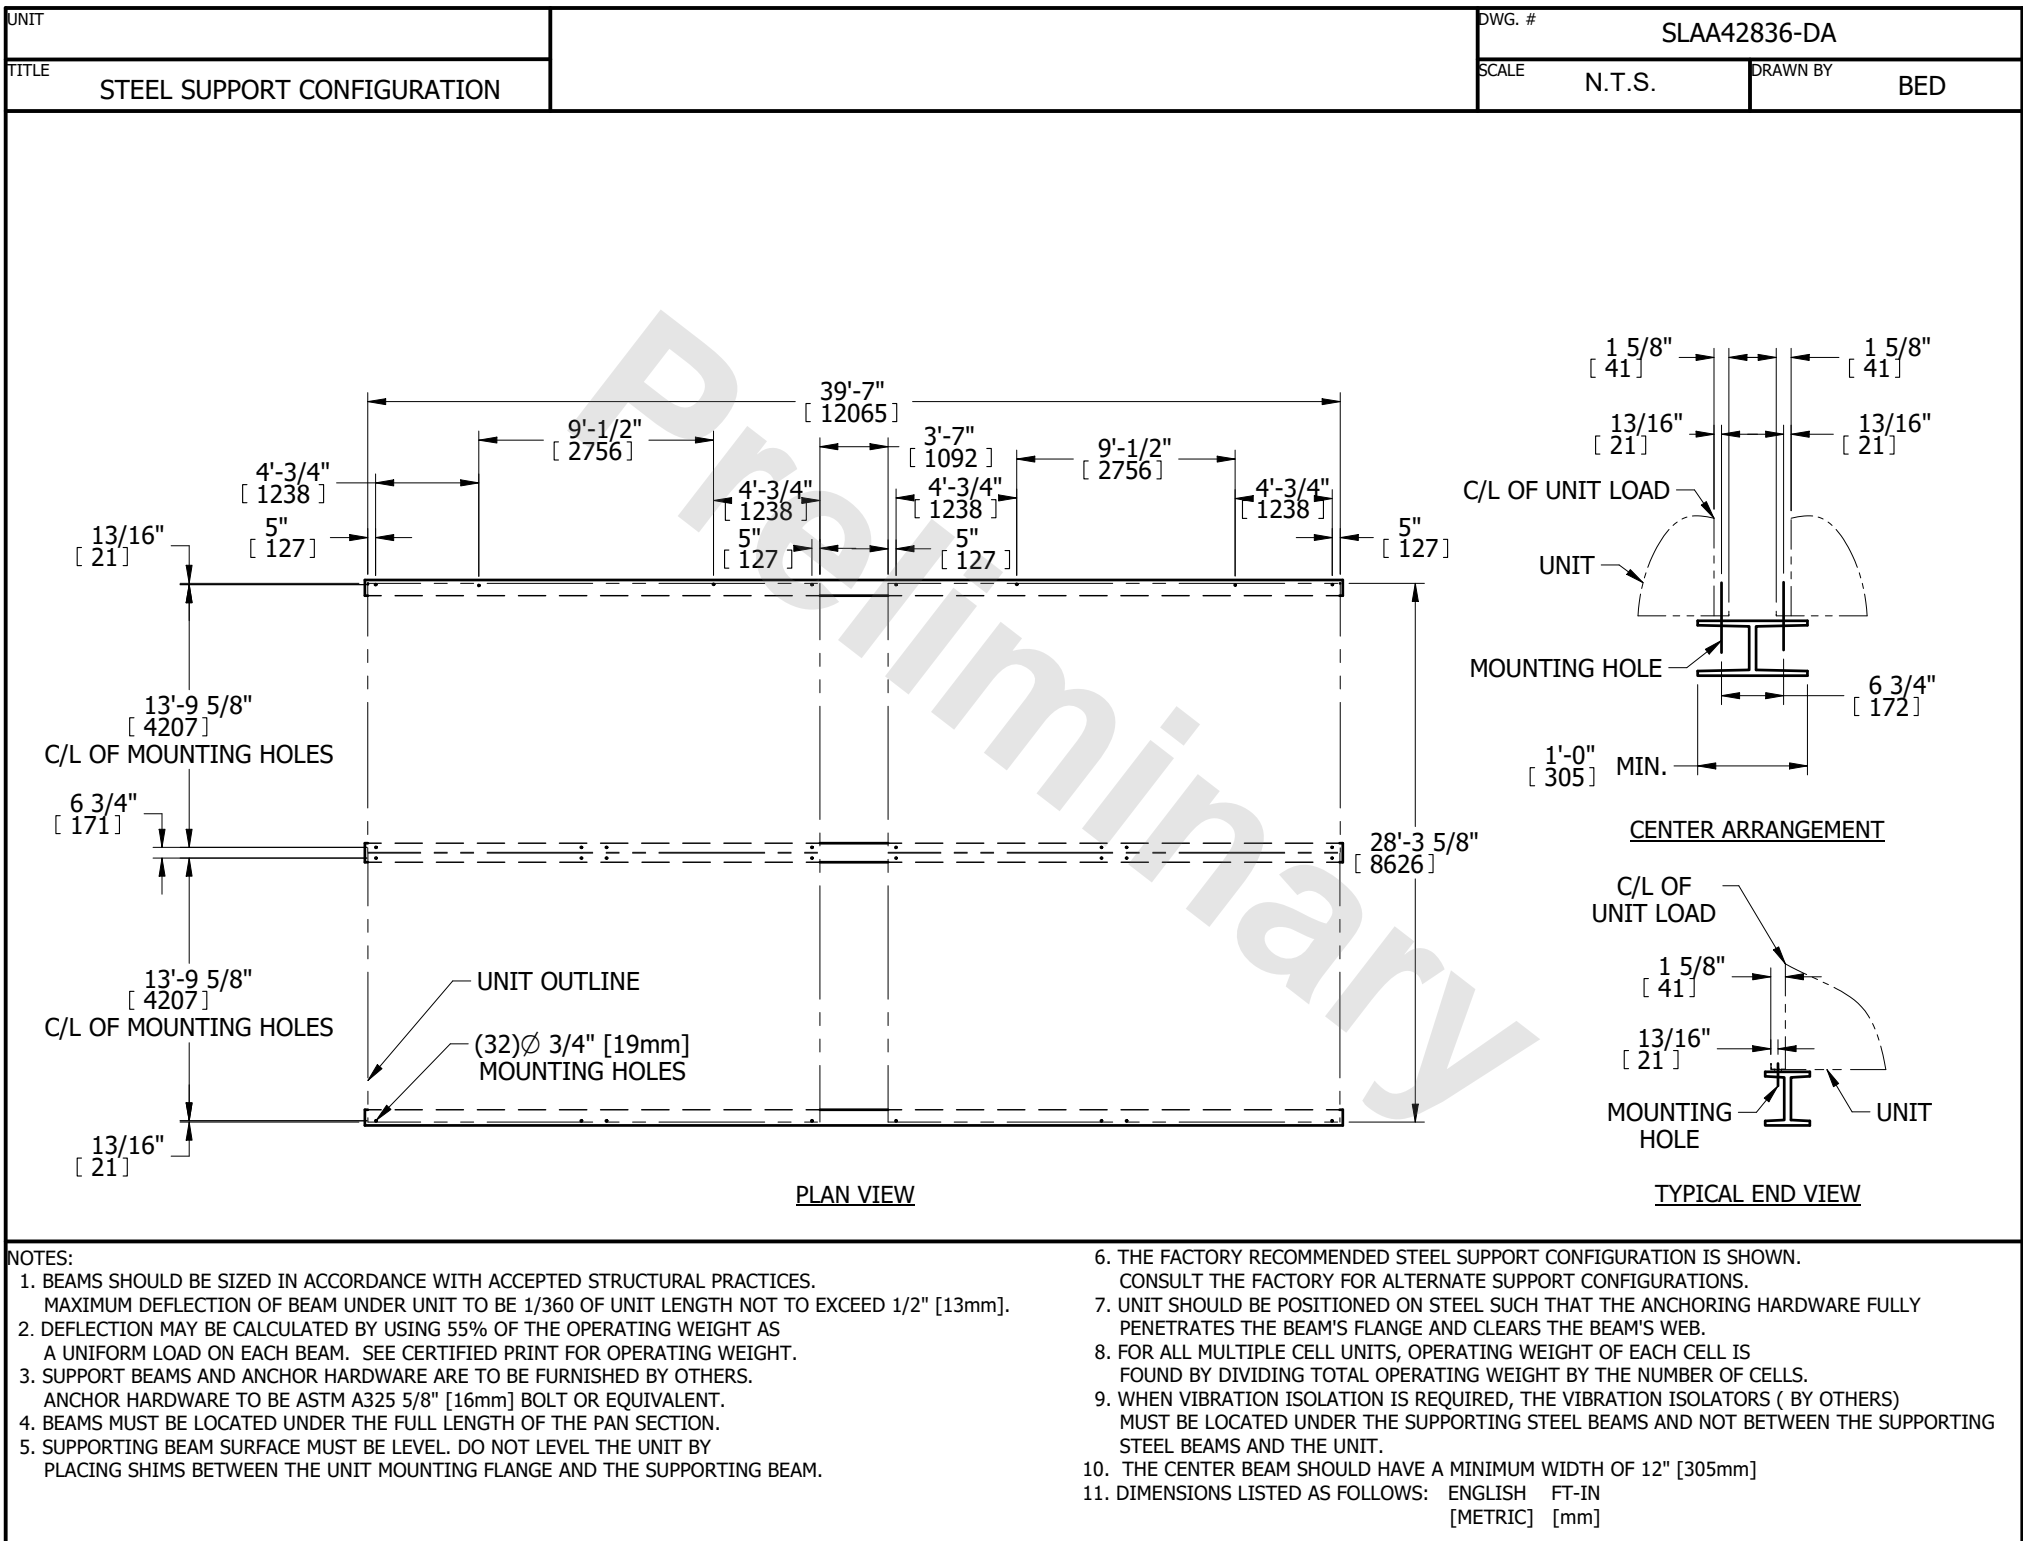 UNIT
TITLE
STEEL SUPPORT CONFIGURATION
DWG. #
SLAA42836-DA
SCALE
N.T.S.
DRAWN BY
BED
Preliminary
39'-7"
[ 12065]
9'-1/2"
[ 2756]
3'-7"
[ 1092 ]
9'-1/2"
[ 2756]
4'-3/4"
[ 1238 ]
4'-3/4"
[ 1238 ]
4'-3/4"
[ 1238 ]
4'-3/4"
[ 1238 ]
13/16"
[ 21]
5"
[ 127]
5"
[ 127 ]
5"
[ 127 ]
5"
[ 127]
13'-9 5/8"
[ 4207]
C/L OF MOUNTING HOLES
6 3/4"
[ 171]
28'-3 5/8"
[ 8626]
13'-9 5/8"
[ 4207]
C/L OF MOUNTING HOLES
UNIT OUTLINE
(32)∅ 3/4" [19mm]
MOUNTING HOLES
13/16"
[ 21]
PLAN VIEW
1 5/8"
[ 41]
1 5/8"
[ 41]
13/16"
[ 21]
13/16"
[ 21]
C/L OF UNIT LOAD
UNIT
MOUNTING HOLE
6 3/4"
[ 172]
1'-0"
[ 305] MIN.
CENTER ARRANGEMENT
C/L OF
UNIT LOAD
1 5/8"
[ 41]
13/16"
[ 21 ]
MOUNTING
HOLE
UNIT
TYPICAL END VIEW
NOTES:
1. BEAMS SHOULD BE SIZED IN ACCORDANCE WITH ACCEPTED STRUCTURAL PRACTICES.
MAXIMUM DEFLECTION OF BEAM UNDER UNIT TO BE 1/360 OF UNIT LENGTH NOT TO EXCEED 1/2" [13mm].
2. DEFLECTION MAY BE CALCULATED BY USING 55% OF THE OPERATING WEIGHT AS
A UNIFORM LOAD ON EACH BEAM. SEE CERTIFIED PRINT FOR OPERATING WEIGHT.
3. SUPPORT BEAMS AND ANCHOR HARDWARE ARE TO BE FURNISHED BY OTHERS.
ANCHOR HARDWARE TO BE ASTM A325 5/8" [16mm] BOLT OR EQUIVALENT.
4. BEAMS MUST BE LOCATED UNDER THE FULL LENGTH OF THE PAN SECTION.
5. SUPPORTING BEAM SURFACE MUST BE LEVEL. DO NOT LEVEL THE UNIT BY
PLACING SHIMS BETWEEN THE UNIT MOUNTING FLANGE AND THE SUPPORTING BEAM.
6. THE FACTORY RECOMMENDED STEEL SUPPORT CONFIGURATION IS SHOWN.
CONSULT THE FACTORY FOR ALTERNATE SUPPORT CONFIGURATIONS.
7. UNIT SHOULD BE POSITIONED ON STEEL SUCH THAT THE ANCHORING HARDWARE FULLY
PENETRATES THE BEAM'S FLANGE AND CLEARS THE BEAM'S WEB.
8. FOR ALL MULTIPLE CELL UNITS, OPERATING WEIGHT OF EACH CELL IS
FOUND BY DIVIDING TOTAL OPERATING WEIGHT BY THE NUMBER OF CELLS.
9. WHEN VIBRATION ISOLATION IS REQUIRED, THE VIBRATION ISOLATORS ( BY OTHERS)
MUST BE LOCATED UNDER THE SUPPORTING STEEL BEAMS AND NOT BETWEEN THE SUPPORTING
STEEL BEAMS AND THE UNIT.
10. THE CENTER BEAM SHOULD HAVE A MINIMUM WIDTH OF 12" [305mm]
11. DIMENSIONS LISTED AS FOLLOWS: ENGLISH FT-IN
[METRIC] [mm]